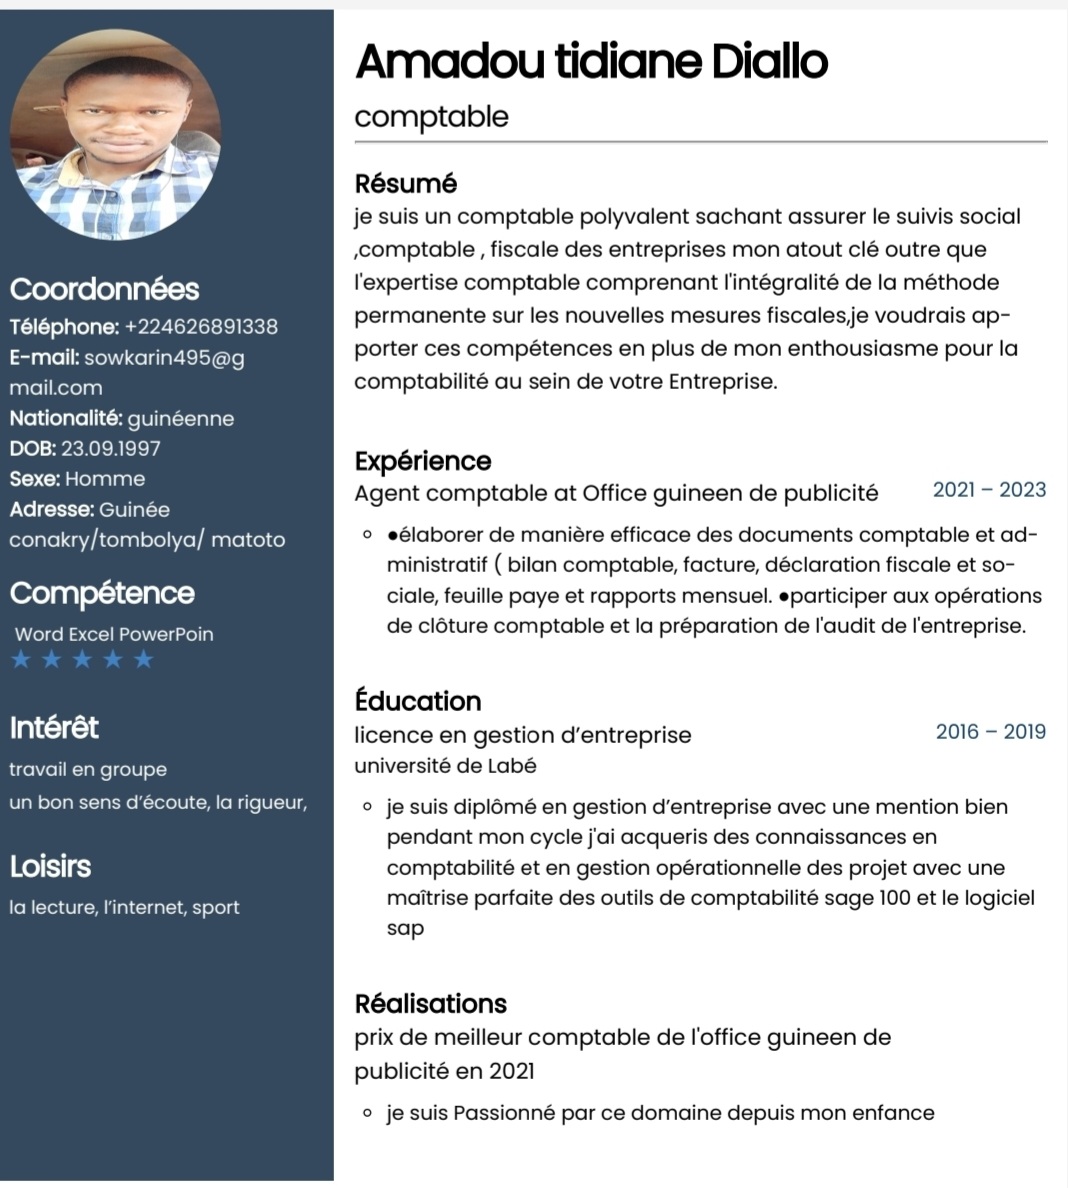 Amadou tidiane Diallo
comptable
Coordonnées
Téléphone: +224626891338
E-mail: sowkarin495@g
mail.com
Nationalité: guinéenne
DOB: 23.09.1997
Sexe: Homme
Adresse: Guinée
conakry/tombolya/ matoto
Compétence
Word Excel PowerPoin
★ ★ ★ ★ ★
Intérêt
travail en groupe
un bon sens d’écoute, la rigueur,
Loisirs
la lecture, l’internet, sport
Résumé
je suis un comptable polyvalent sachant assurer le suivis social
,comptable , fiscale des entreprises mon atout clé outre que
l'expertise comptable comprenant l'intégralité de la méthode
permanente sur les nouvelles mesures fiscales,je voudrais ap-
porter ces compétences en plus de mon enthousiasme pour la
comptabilité au sein de votre Entreprise.
Expérience
Agent comptable at Office guineen de publicité 2021 – 2023
●élaborer de manière efficace des documents comptable et ad-
ministratif ( bilan comptable, facture, déclaration fiscale et so-
ciale, feuille paye et rapports mensuel. ●participer aux opérations
de clôture comptable et la préparation de l'audit de l'entreprise.
Éducation
licence en gestion d’entreprise 2016 – 2019
université de Labé
je suis diplômé en gestion d’entreprise avec une mention bien
pendant mon cycle j'ai acqueris des connaissances en
comptabilité et en gestion opérationnelle des projet avec une
maîtrise parfaite des outils de comptabilité sage 100 et le logiciel
sap
Réalisations
prix de meilleur comptable de l'office guineen de
publicité en 2021
je suis Passionné par ce domaine depuis mon enfance